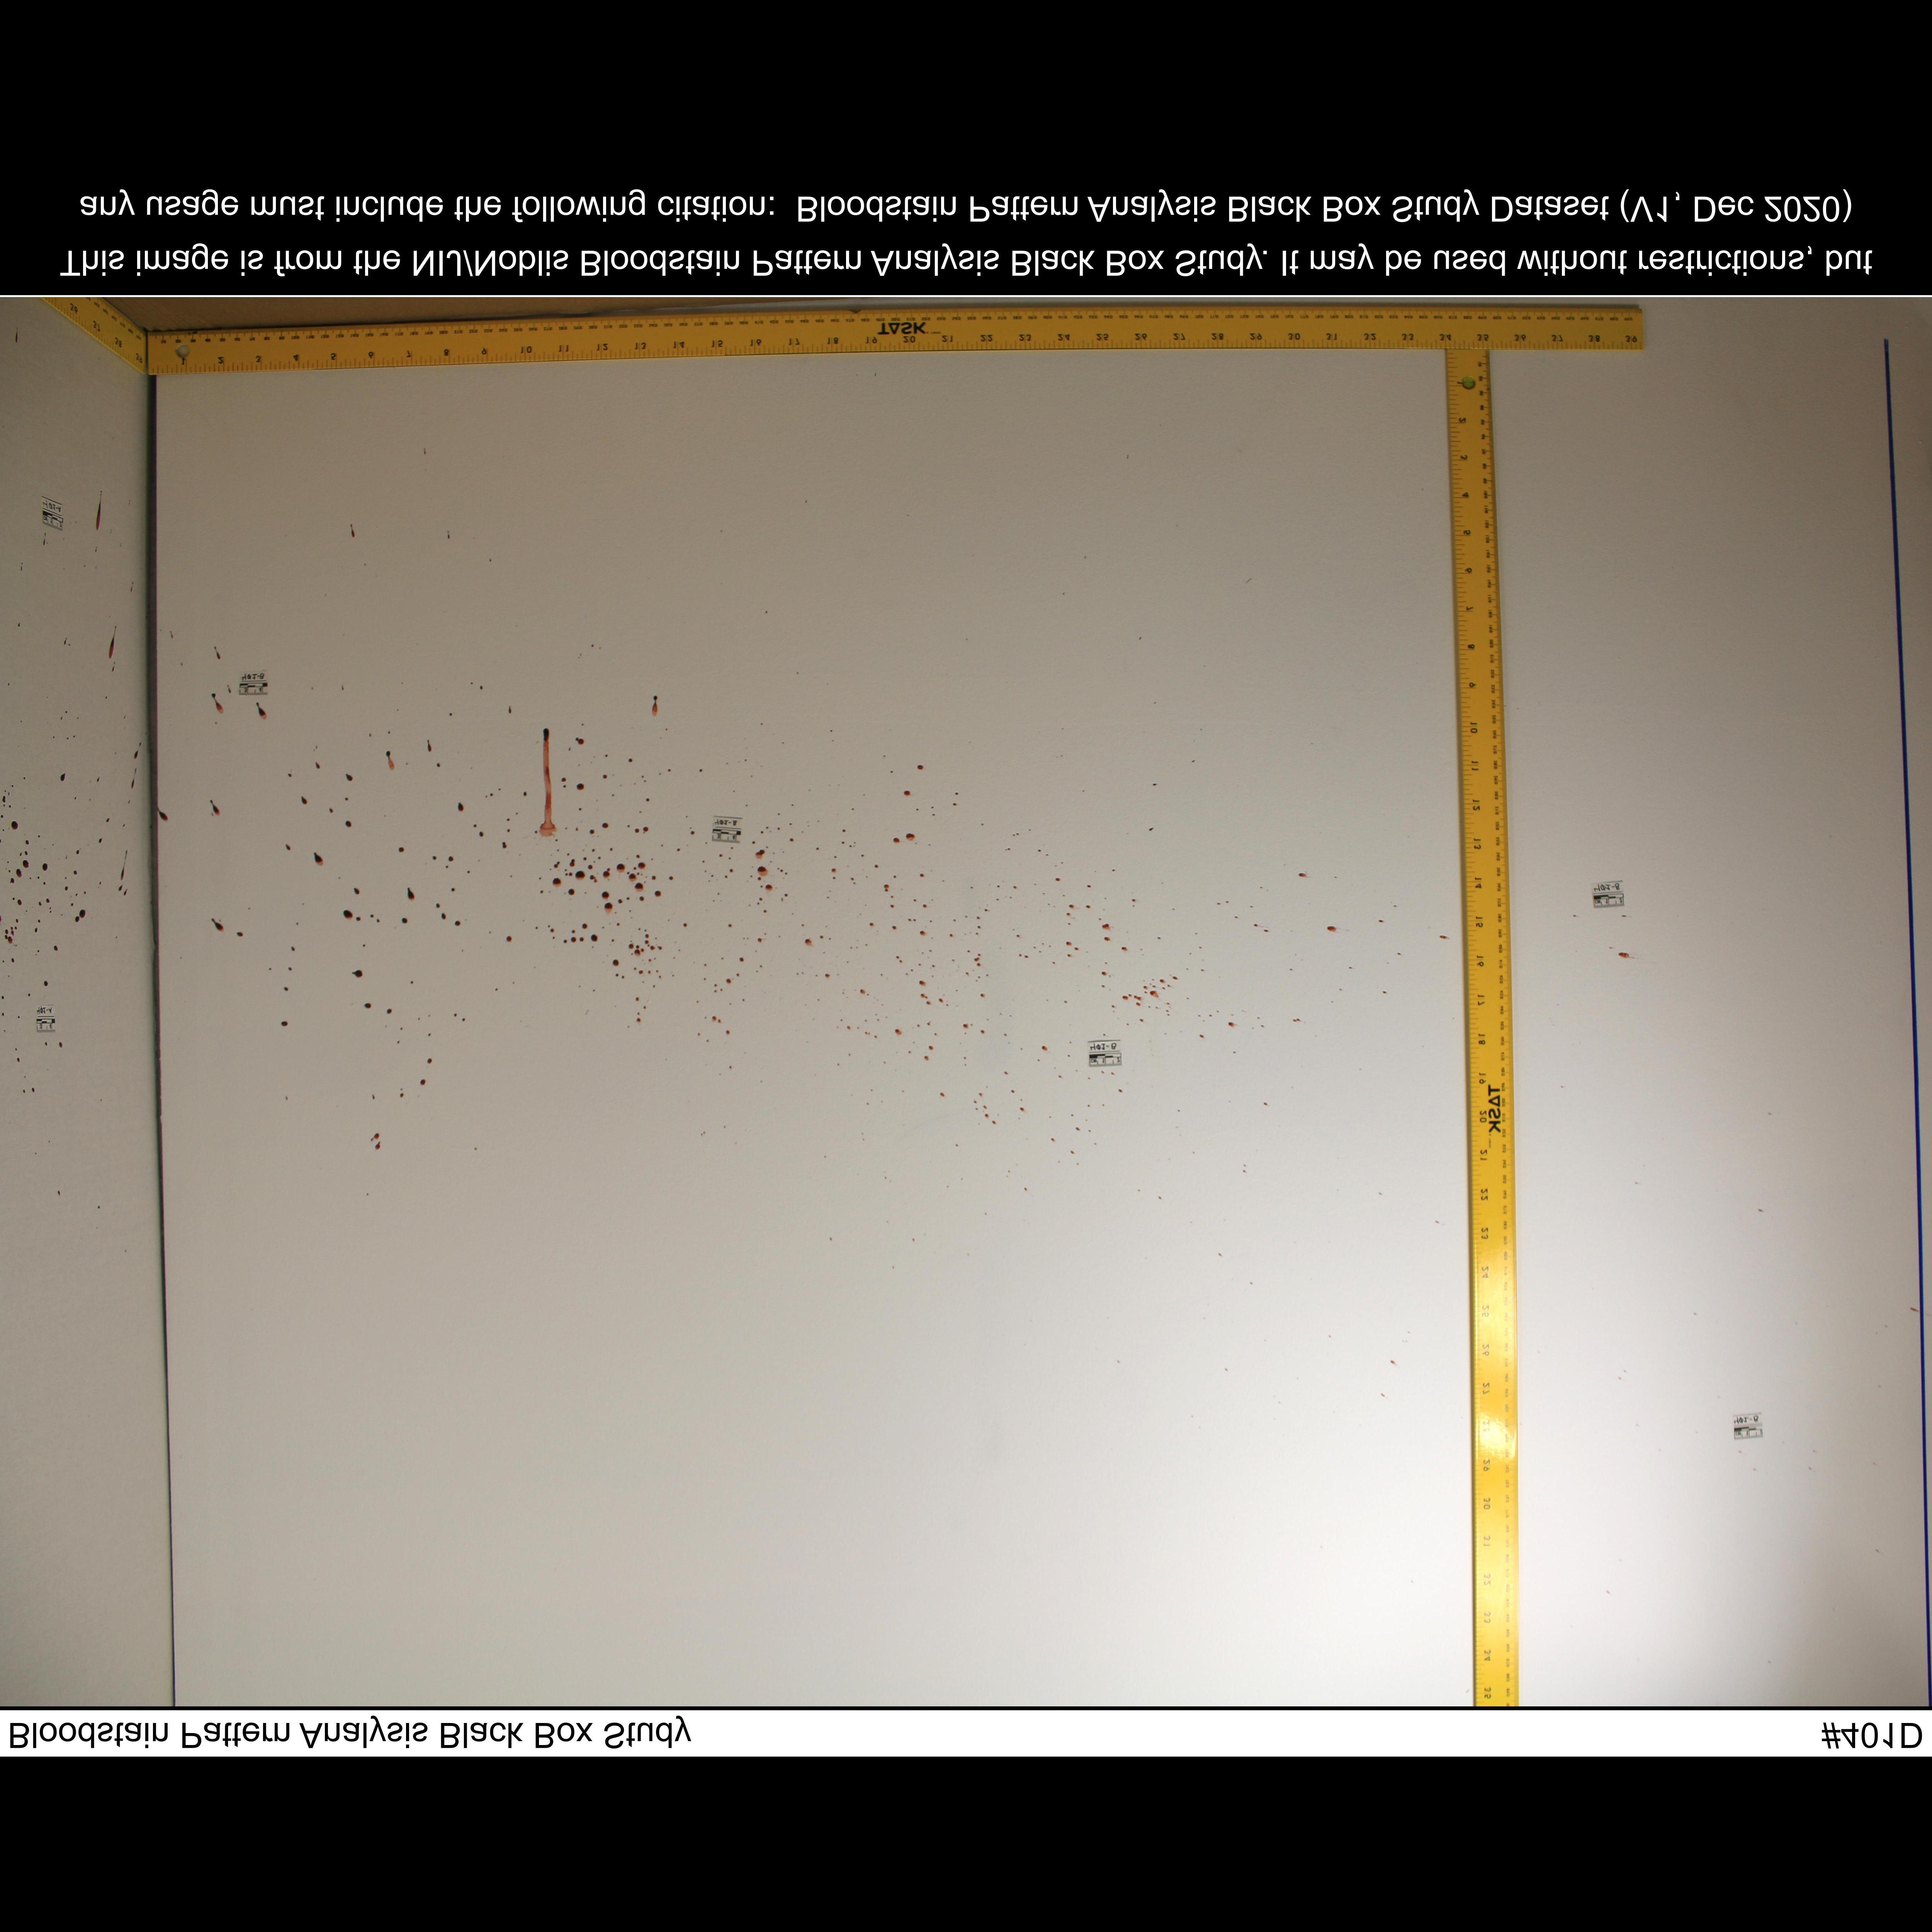 Bloodstain Pattern Analysis Black Box Study
#401D
TASK
TASK
This image is from the NIJ/Noblis Bloodstain Pattern Analysis Black Box Study. It may be used without restrictions, but
any usage must include the following citation: Bloodstain Pattern Analysis Black Box Study Dataset (V1, Dec 2020)